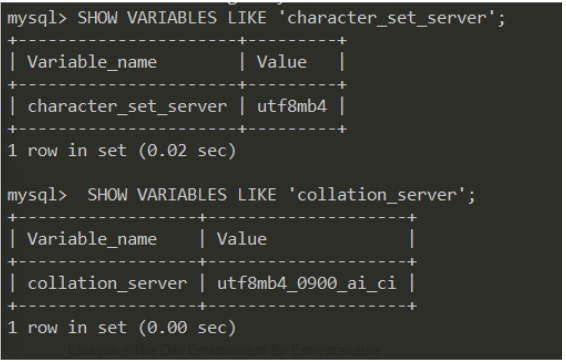 mysql> SHOW VARIABLES LIKE 'character_set_server';
+----------------------+---------+
| Variable_name        | Value   |
+----------------------+---------+
| character_set_server | utf8mb4 |
+----------------------+---------+
1 row in set (0.02 sec)
mysql>  SHOW VARIABLES LIKE 'collation_server';
+------------------+--------------------+
| Variable_name    | Value              |
+------------------+--------------------+
| collation_server | utf8mb4_0900_ai_ci |
+------------------+--------------------+
1 row in set (0.00 sec)